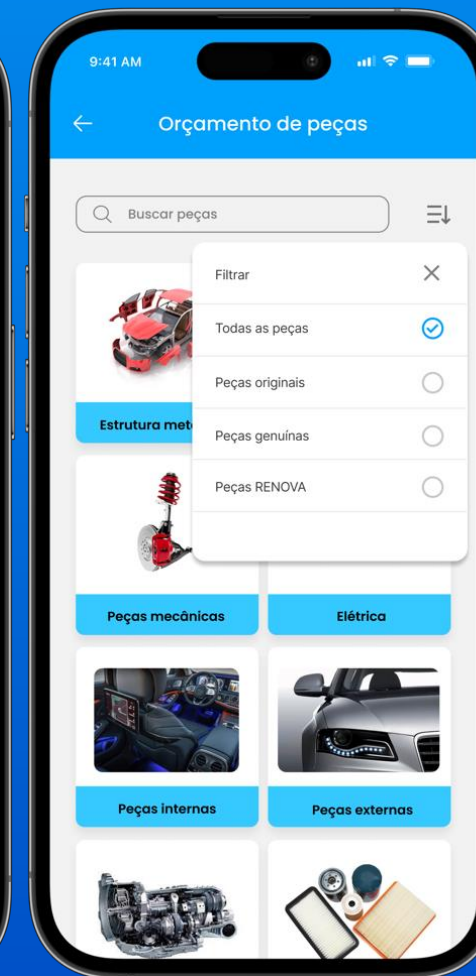 9:41 AM
Orçamento de peças
Buscar peças
Filtrar
Todas as peças
Peças originais
Peças genuínas
Peças RENOVA
Estrutura
Peças mecânicas
Elétrica
Peças internas
Peças externas